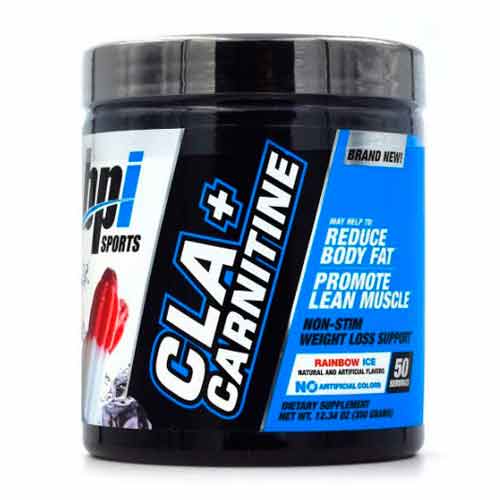 bpi
SPORTS
CLA+
CARNITINE
BRAND NEW!
MAY HELP TO
REDUCE
BODY FAT*
PROMOTE
LEAN MUSCLE
NON-STIM
WEIGHT LOSS SUPPORT*
RAINBOW ICE
NATURAL AND ARTIFICIAL FLAVORS
NO ARTIFICIAL COLORS
50
SERVINGS
DIETARY SUPPLEMENT
NET WT. 12.34 OZ (350 GRAMS)